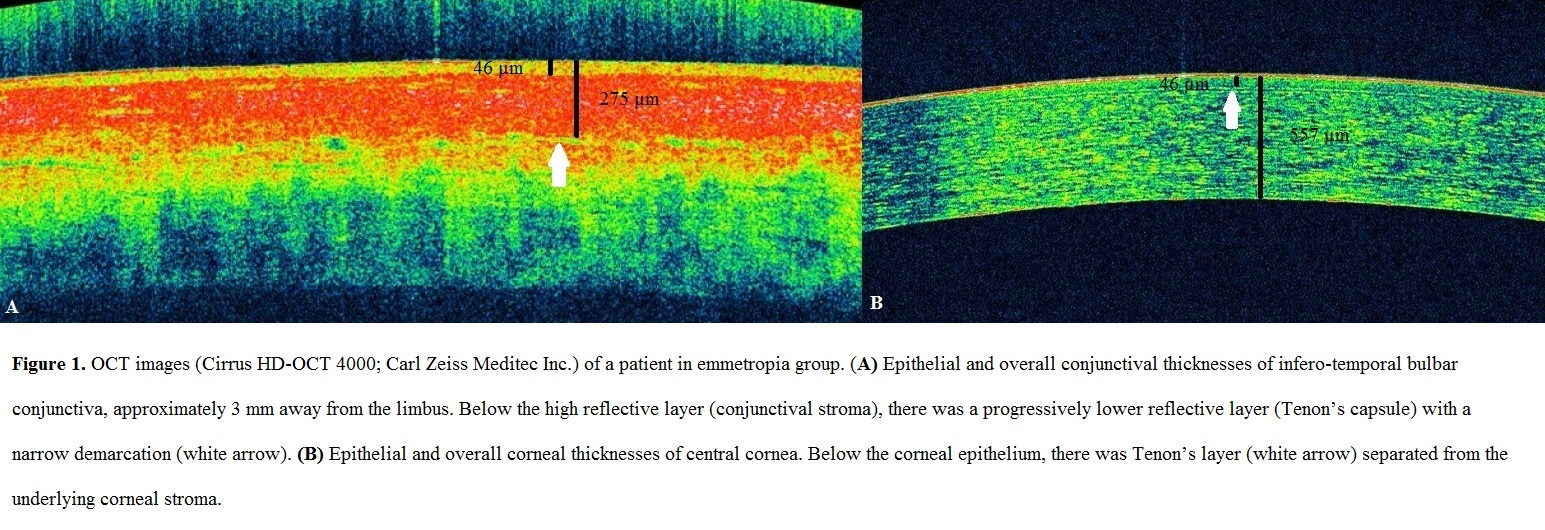 46 µm
275 µm
A
46 µm
557 µm
B
Figure 1. OCT images (Cirrus HD-OCT 4000; Carl Zeiss Meditec Inc.) of a patient in emmetropia group. (A) Epithelial and overall conjunctival thicknesses of infero-temporal bulbar
conjunctiva, approximately 3 mm away from the limbus. Below the high reflective layer (conjunctival stroma), there was a progressively lower reflective layer (Tenon’s capsule) with a
narrow demarcation (white arrow). (B) Epithelial and overall corneal thicknesses of central cornea. Below the corneal epithelium, there was Tenon’s layer (white arrow) separated from the
underlying corneal stroma.